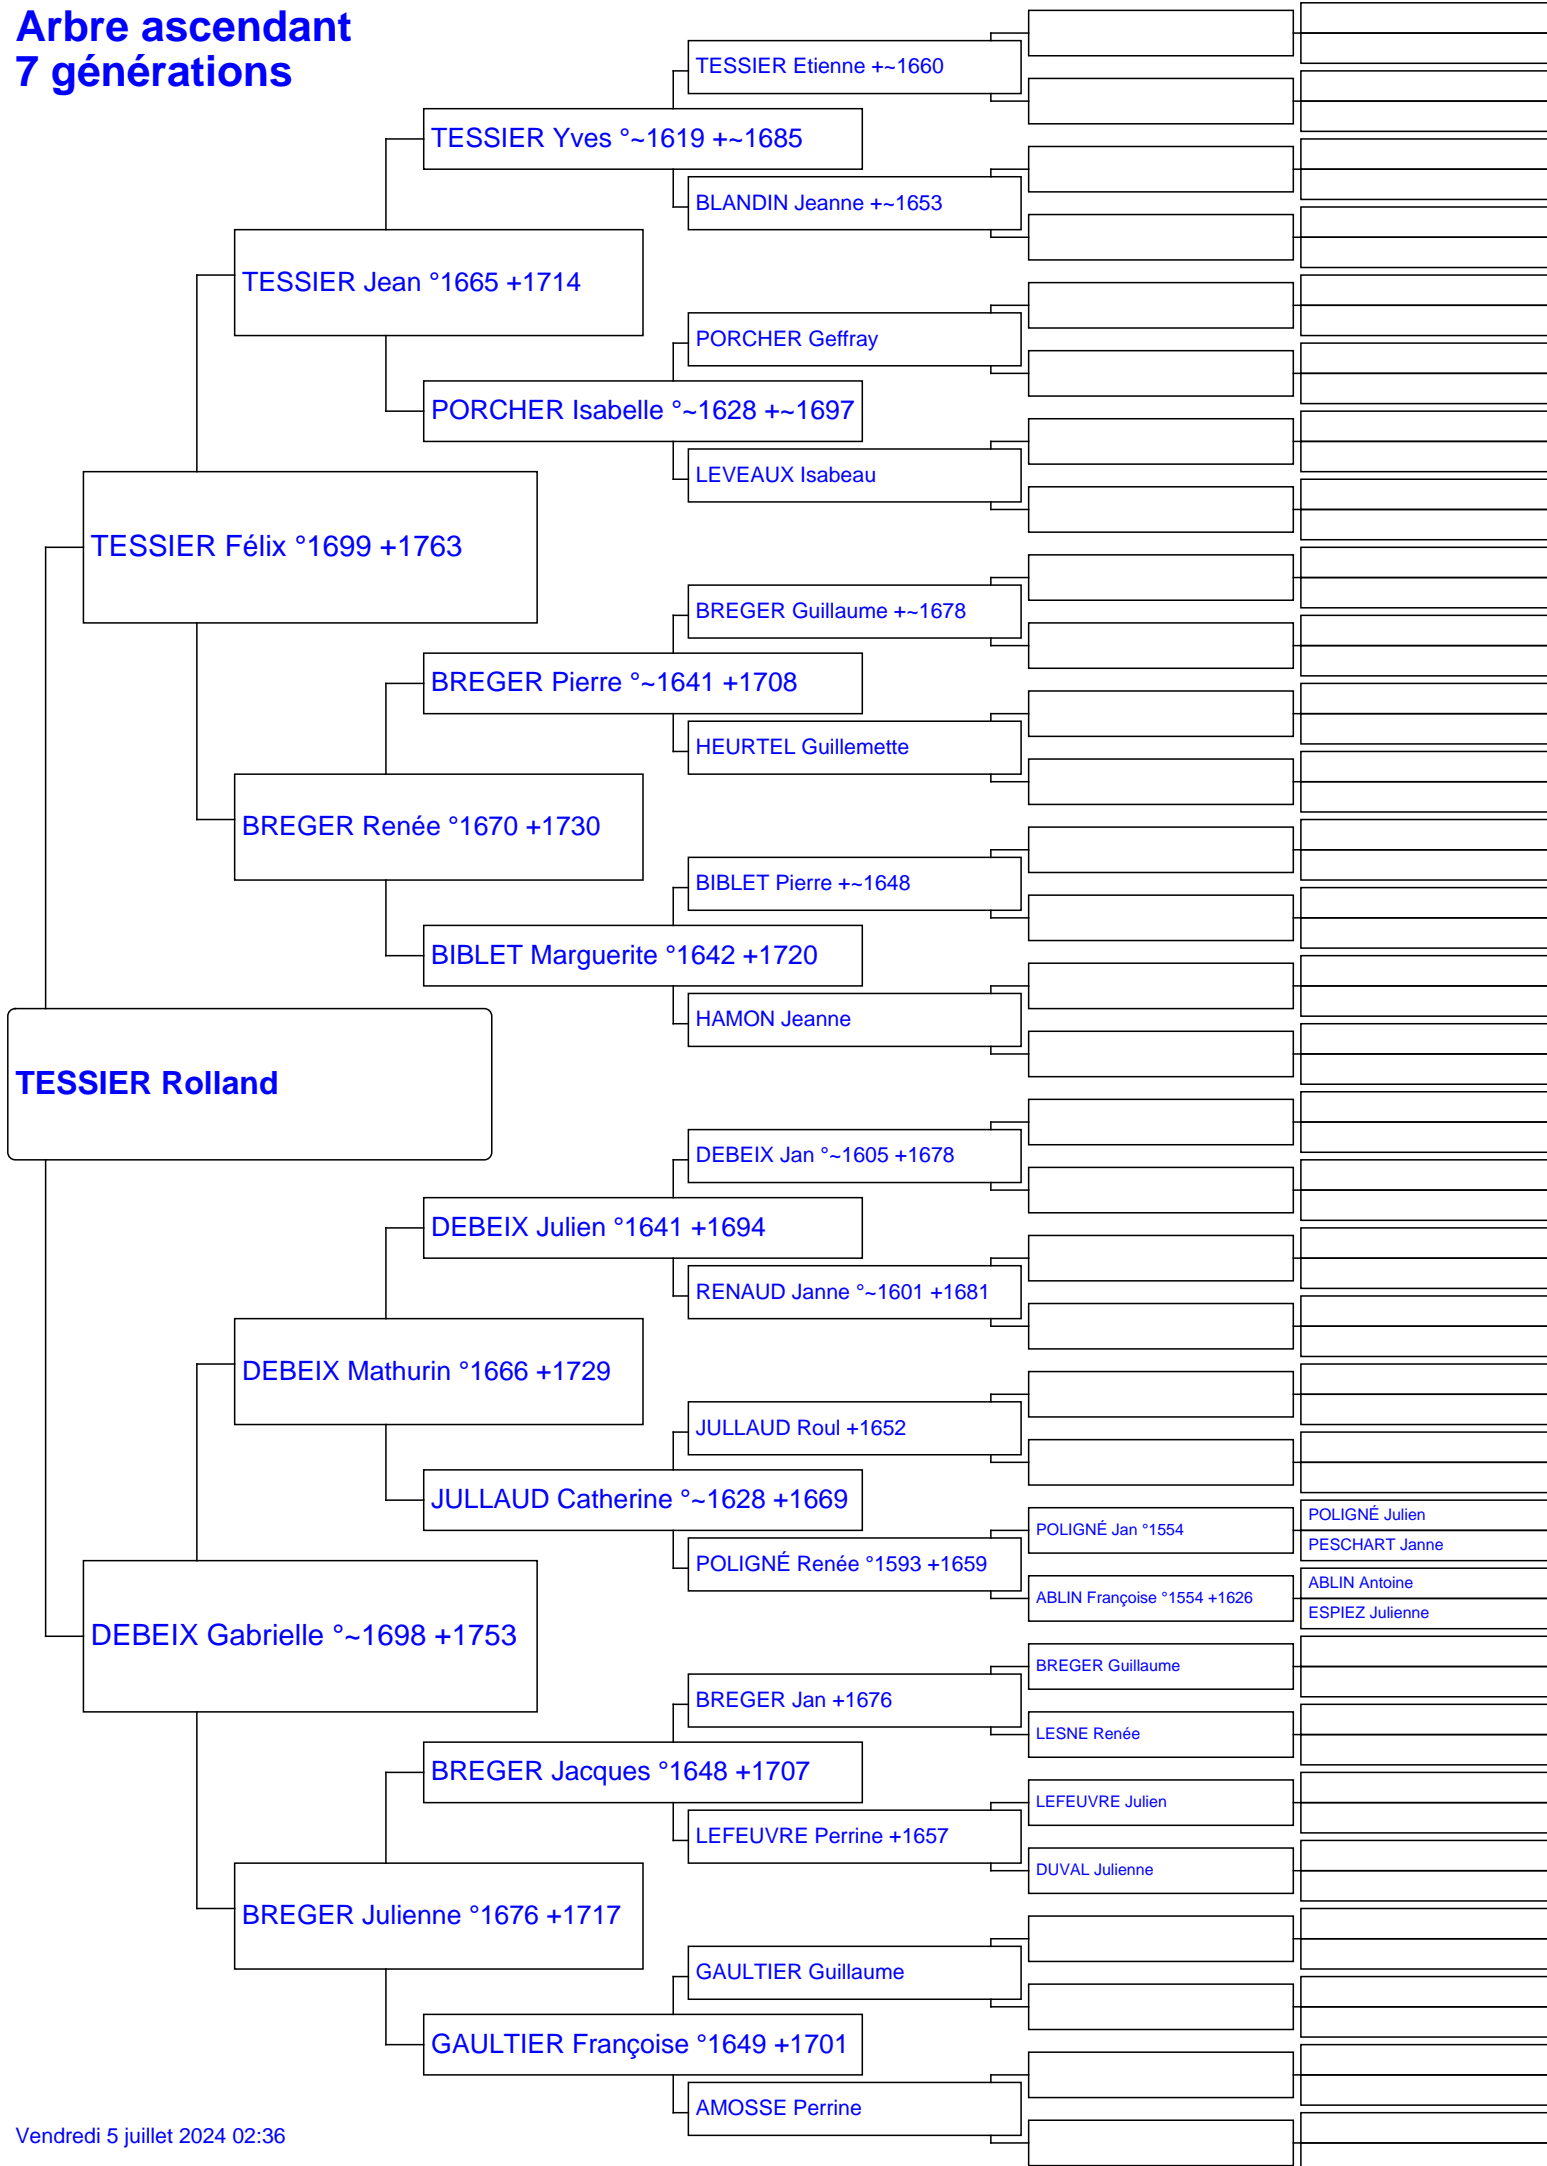 Arbre ascendant
7 générations
TESSIER Etienne +~1660
TESSIER Yves °~1619 +~1685
BLANDIN Jeanne +~1653
TESSIER Jean °1665 +1714
PORCHER Geffray
PORCHER Isabelle °~1628 +~1697
LEVEAUX Isabeau
TESSIER Félix °1699 +1763
BREGER Guillaume +~1678
BREGER Pierre °~1641 +1708
HEURTEL Guillemette
BREGER Renée °1670 +1730
BIBLET Pierre +~1648
BIBLET Marguerite °1642 +1720
HAMON Jeanne
TESSIER Rolland
DEBEIX Jan °~1605 +1678
DEBEIX Julien °1641 +1694
RENAUD Janne °~1601 +1681
DEBEIX Mathurin °1666 +1729
JULLAUD Roul +1652
JULLAUD Catherine °~1628 +1669
POLIGNÉ Julien
POLIGNÉ Jan °1554
PESCHART Janne
POLIGNÉ Renée °1593 +1659
ABLIN Antoine
ABLIN Françoise °1554 +1626
ESPIEZ Julienne
DEBEIX Gabrielle °~1698 +1753
BREGER Guillaume
BREGER Jan +1676
LESNE Renée
BREGER Jacques °1648 +1707
LEFEUVRE Julien
LEFEUVRE Perrine +1657
DUVAL Julienne
BREGER Julienne °1676 +1717
GAULTIER Guillaume
GAULTIER Françoise °1649 +1701
AMOSSE Perrine
Vendredi 5 juillet 2024 02:36